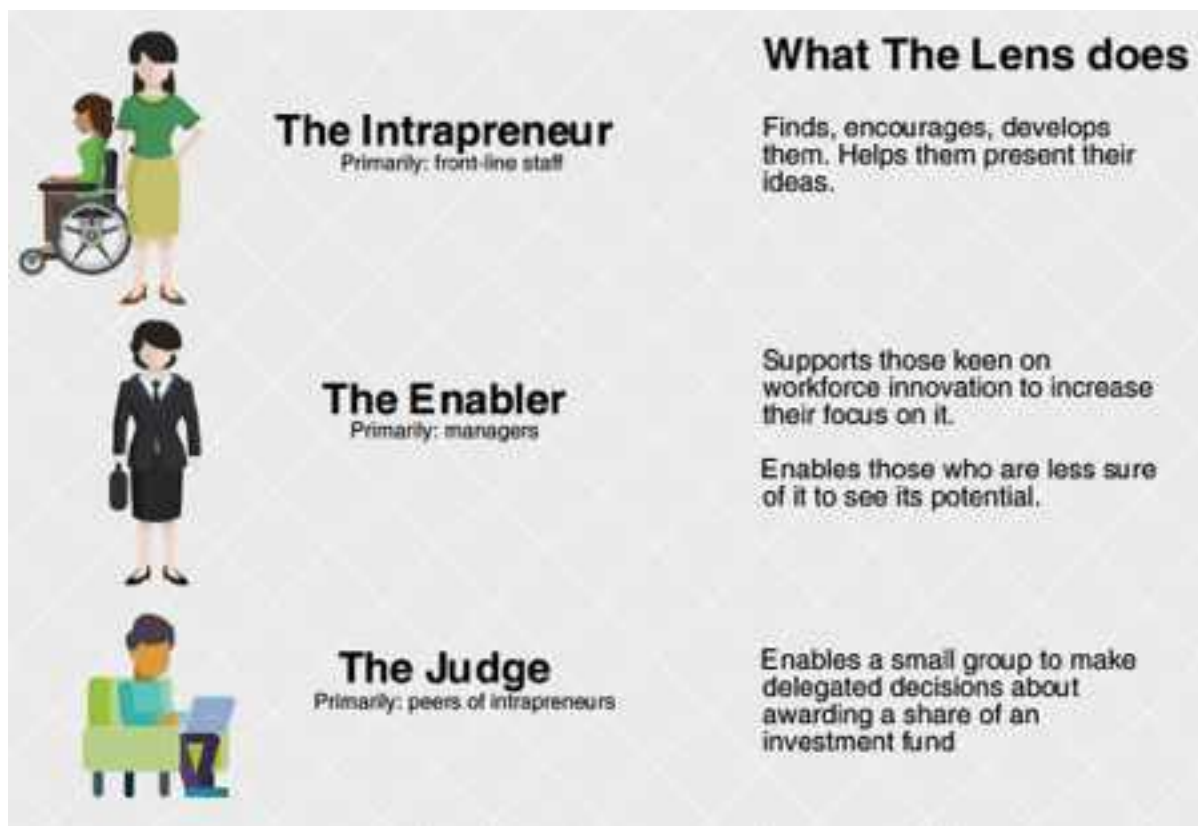 What The Lens does
The Intrapreneur
Primarily: front-line staff
Finds, encourages, develops
them. Helps them present their
ideas.
The Enabler
Primarily: managers
Supports those keen on
workforce innovation to increase
their focus on it.
Enables those who are less sure
of it to see its potential.
The Judge
Primarily: peers of intrapreneurs
Enables a small group to make
delegated decisions about
awarding a share of an
investment fund